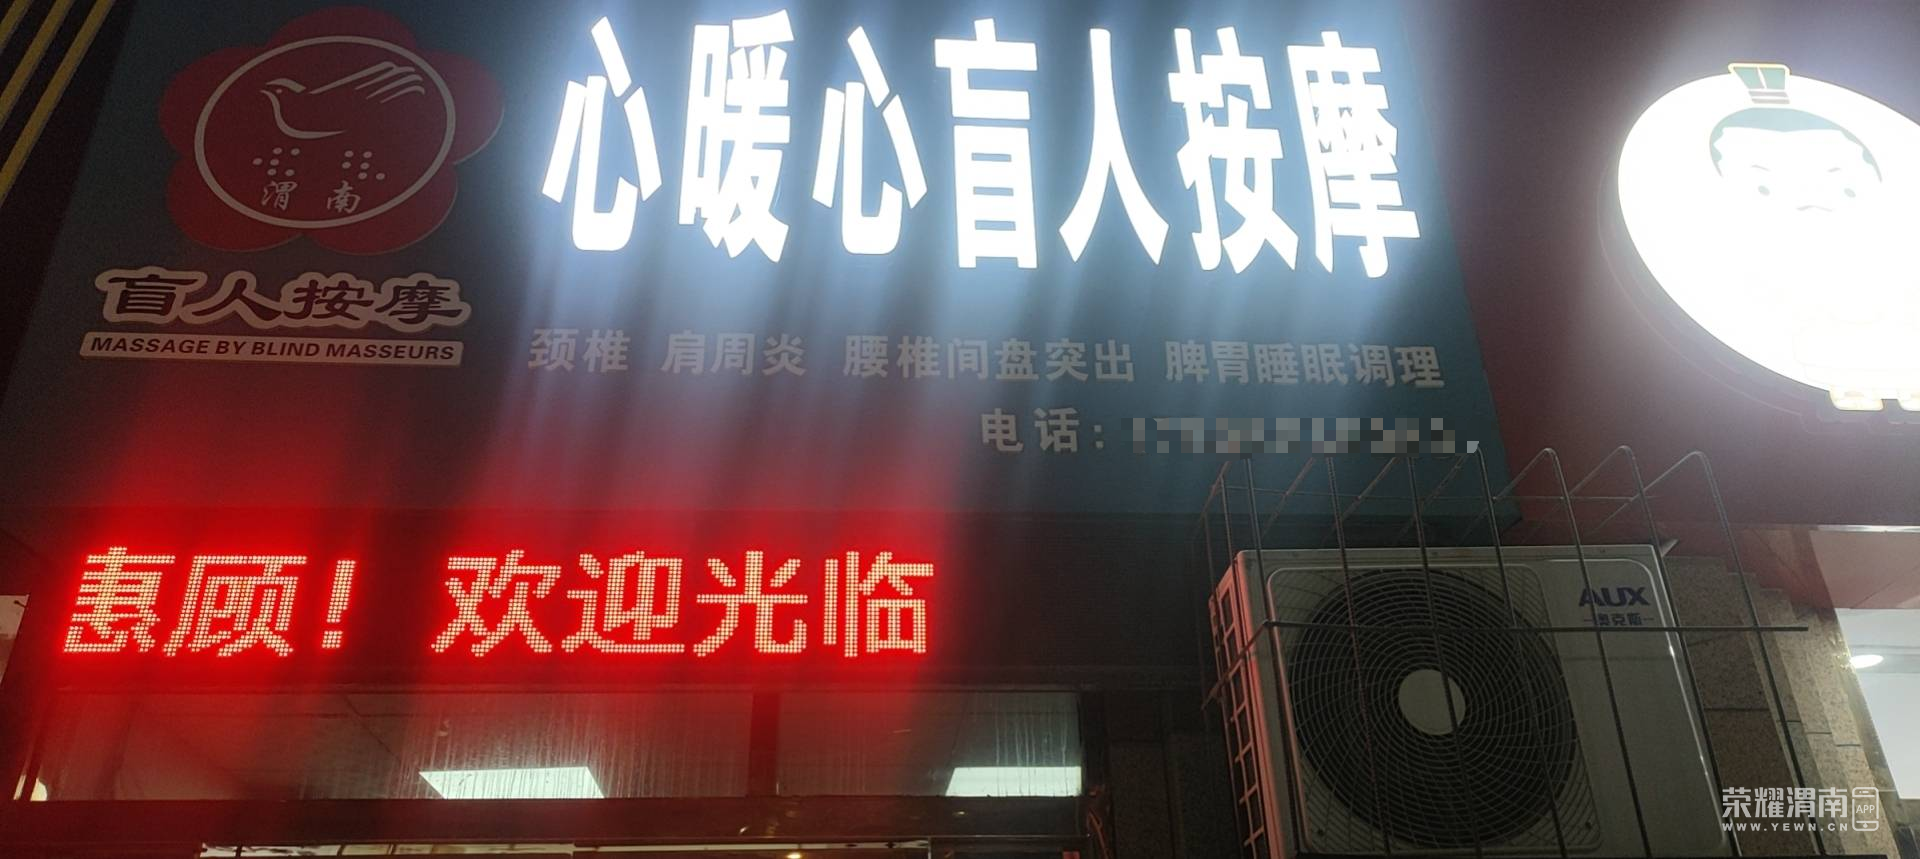 心暖心盲人按摩
渭南
盲人按摩
MASSAGE BY BLIND MASSEURS
颈椎 肩周炎 腰椎间盘突出 脾胃睡眠调理
电话:
惠顾! 欢迎光临
AUX
奥克斯
荣耀渭南
APP
WWW.YEWN.CN